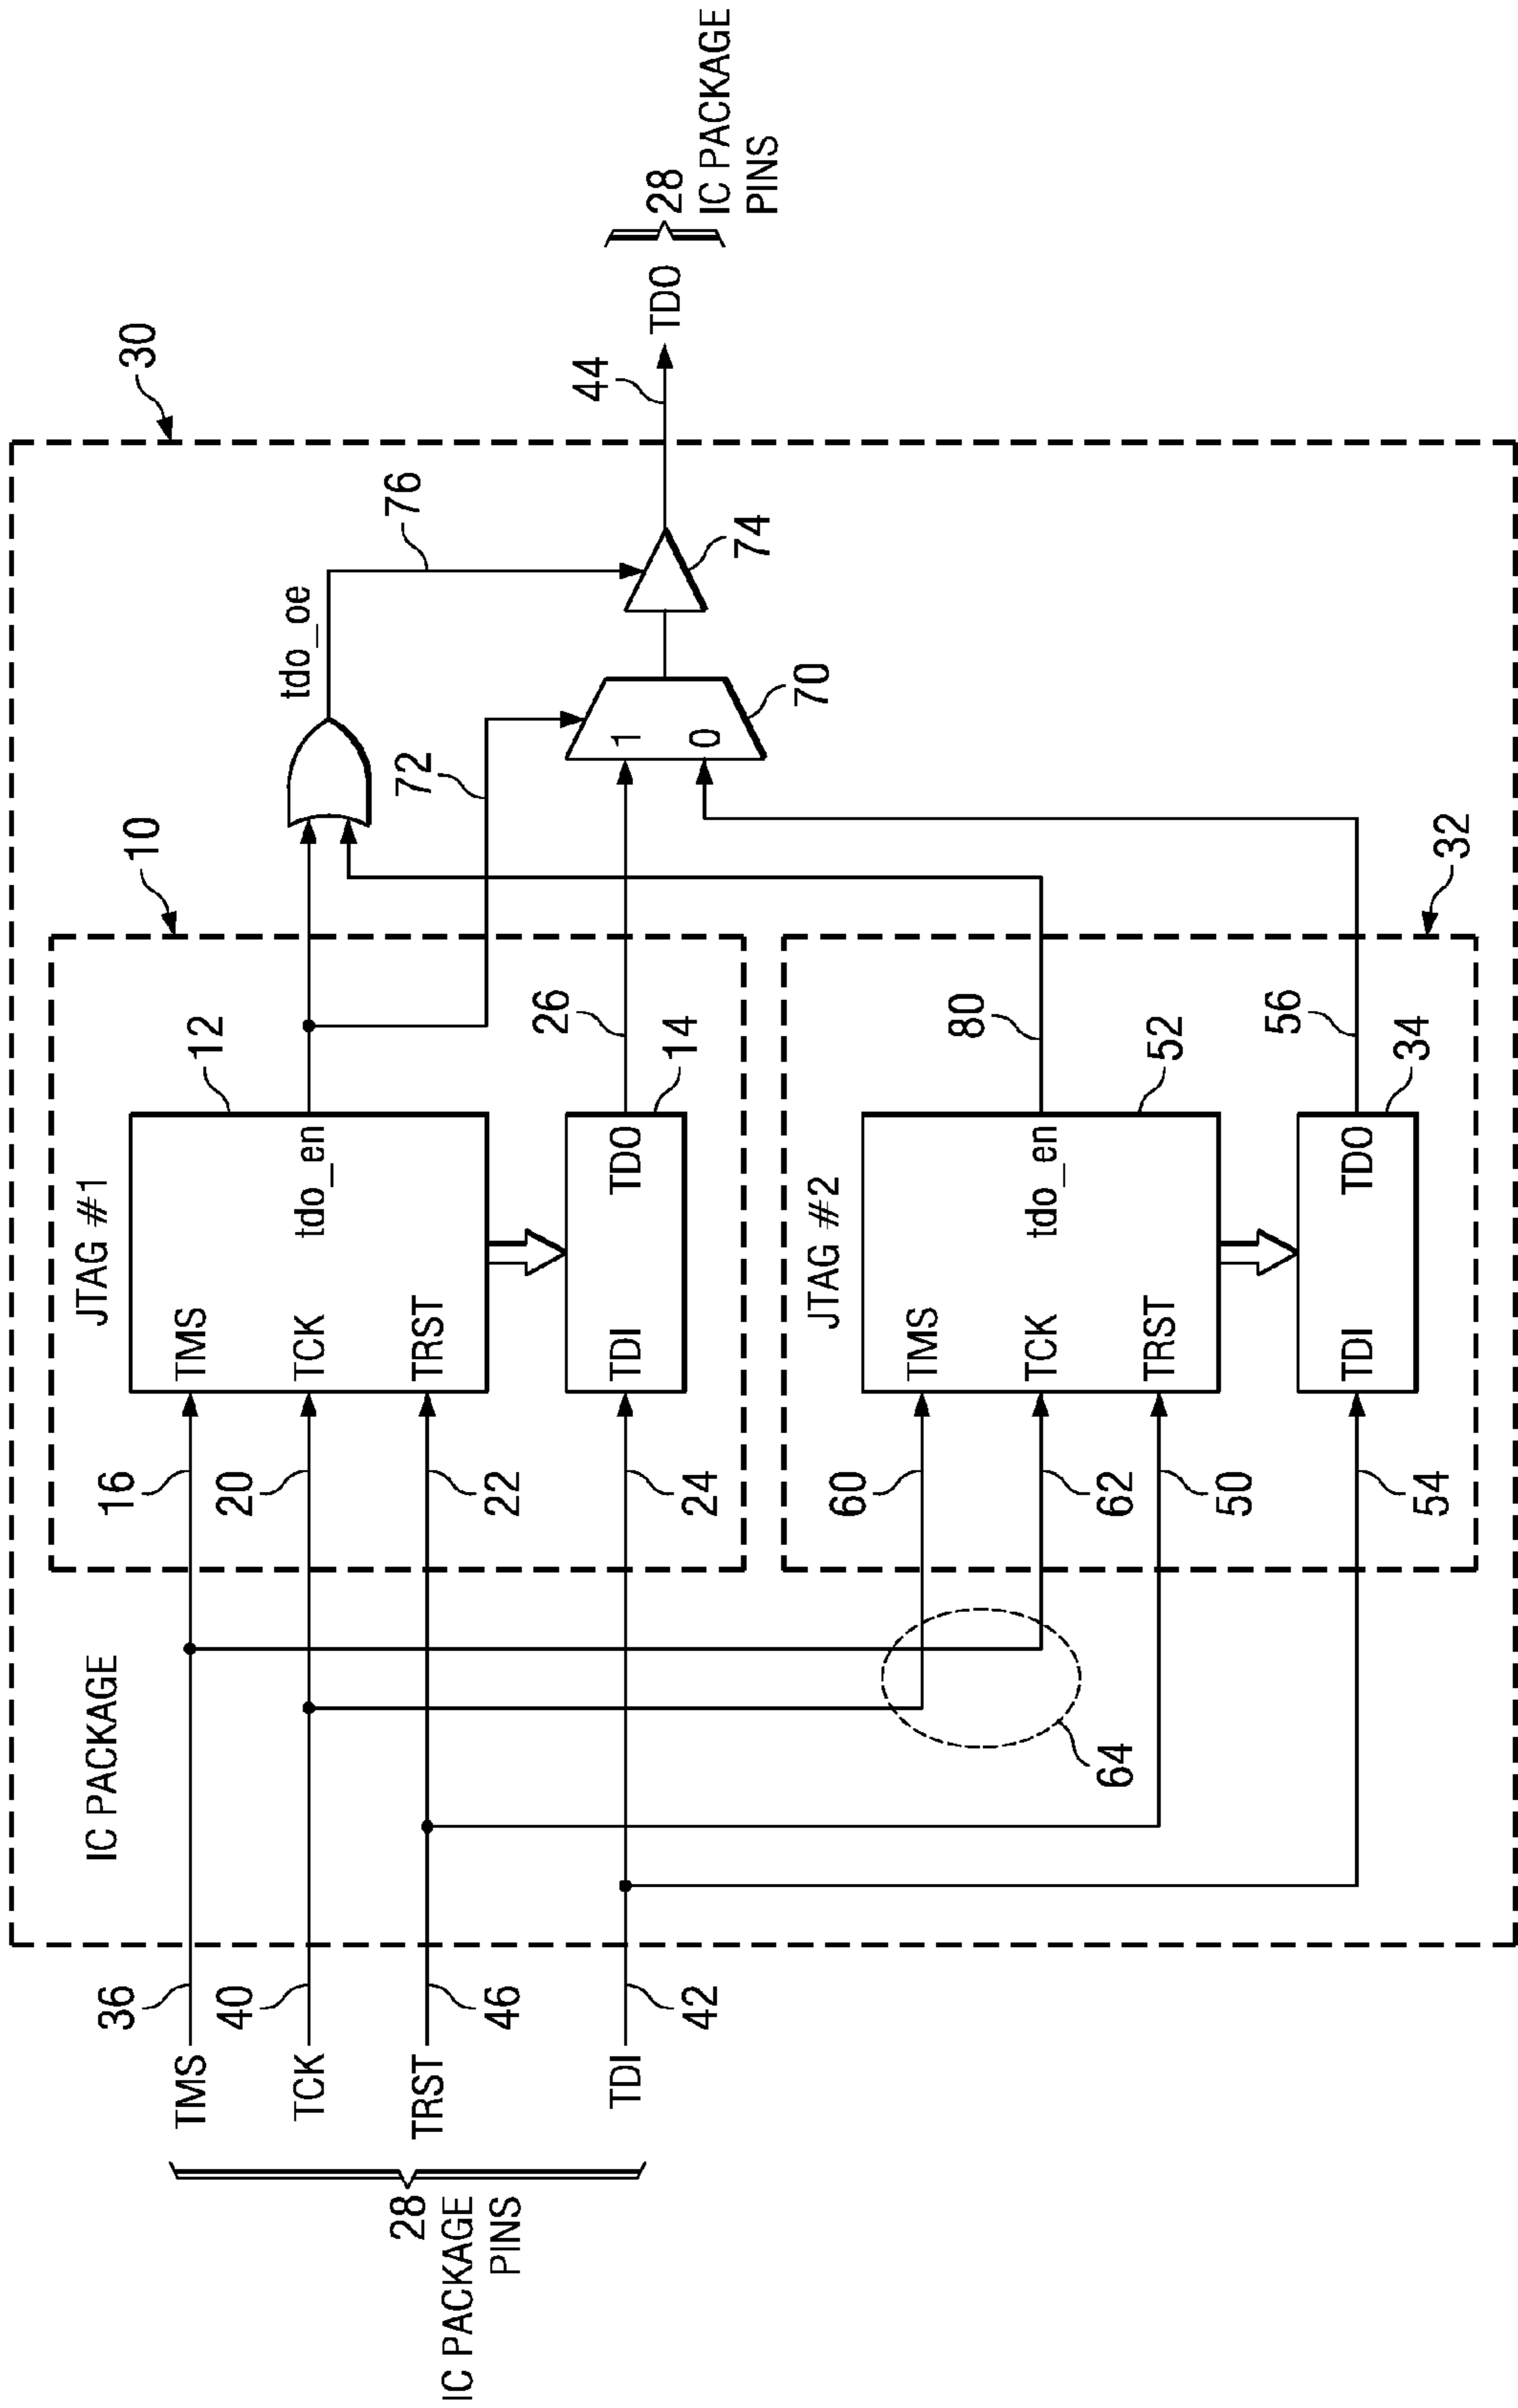 30
IC PACKAGE
10
JTAG #1
12
36
TMS
16
TMS
40
TCK
20
TCK
tdo_en
tdo_oe
76
46
TRST
22
TRST
72
28
IC PACKAGE
PINS
42
TDI
24
TDI
TDO
26
14
1
0
70
74
44
TDO
28
IC PACKAGE
PINS
JTAG #2
60
TMS
62
TCK
tdo_en
80
64
50
TRST
52
54
TDI
TDO
56
34
32